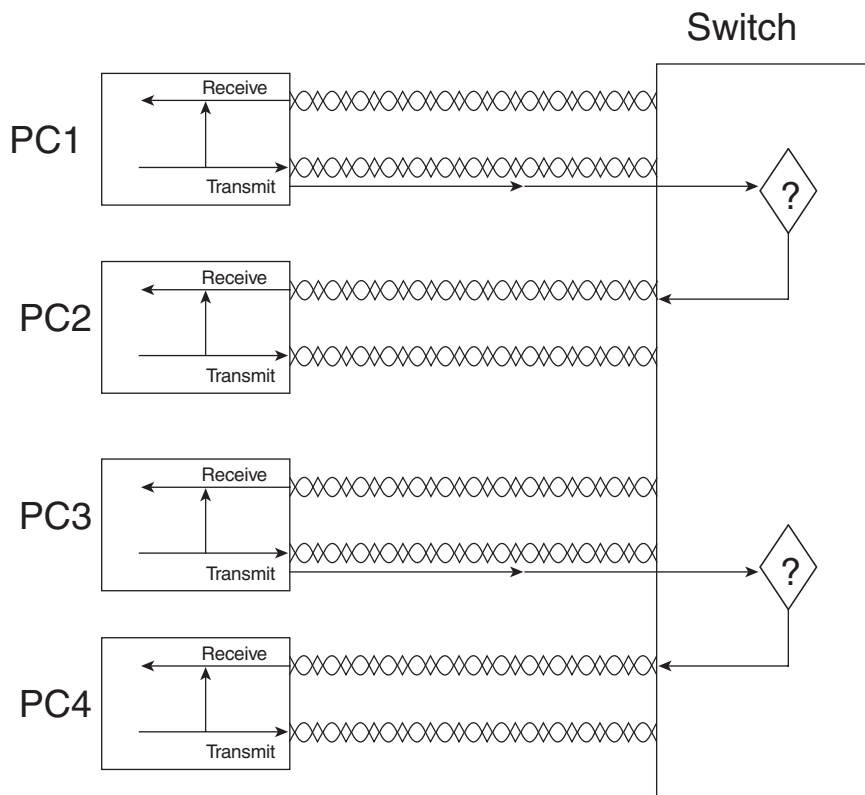 Switch
PC1
Receive
Transmit
?
PC2
Receive
Transmit
PC3
Receive
Transmit
?
PC4
Receive
Transmit